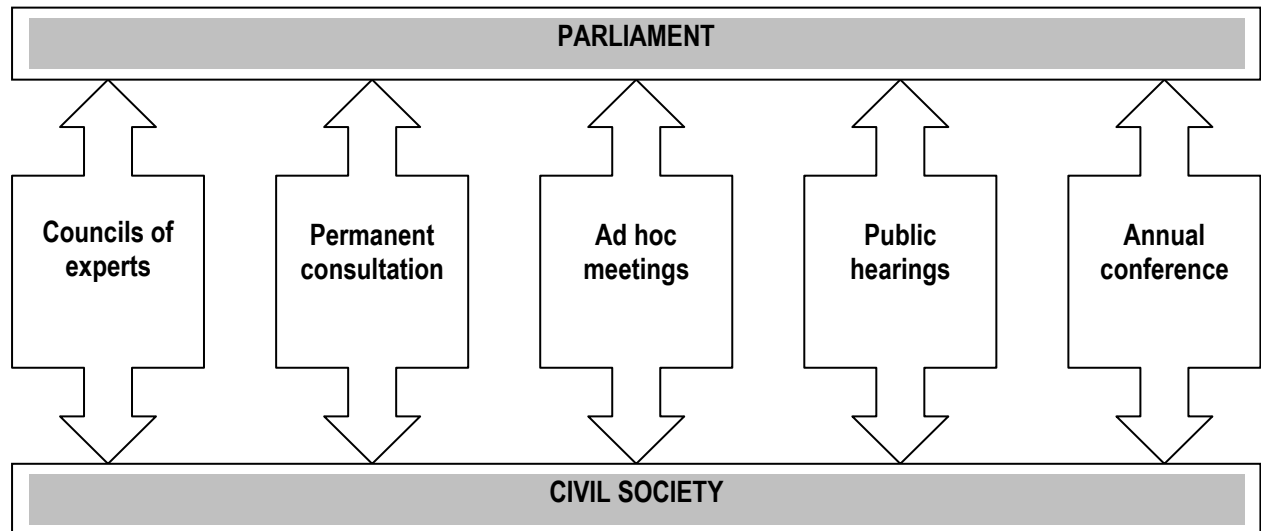 PARLIAMENT
Councils of
experts
Permanent
consultation
Ad hoc
meetings
Public
hearings
Annual
conference
CIVIL SOCIETY